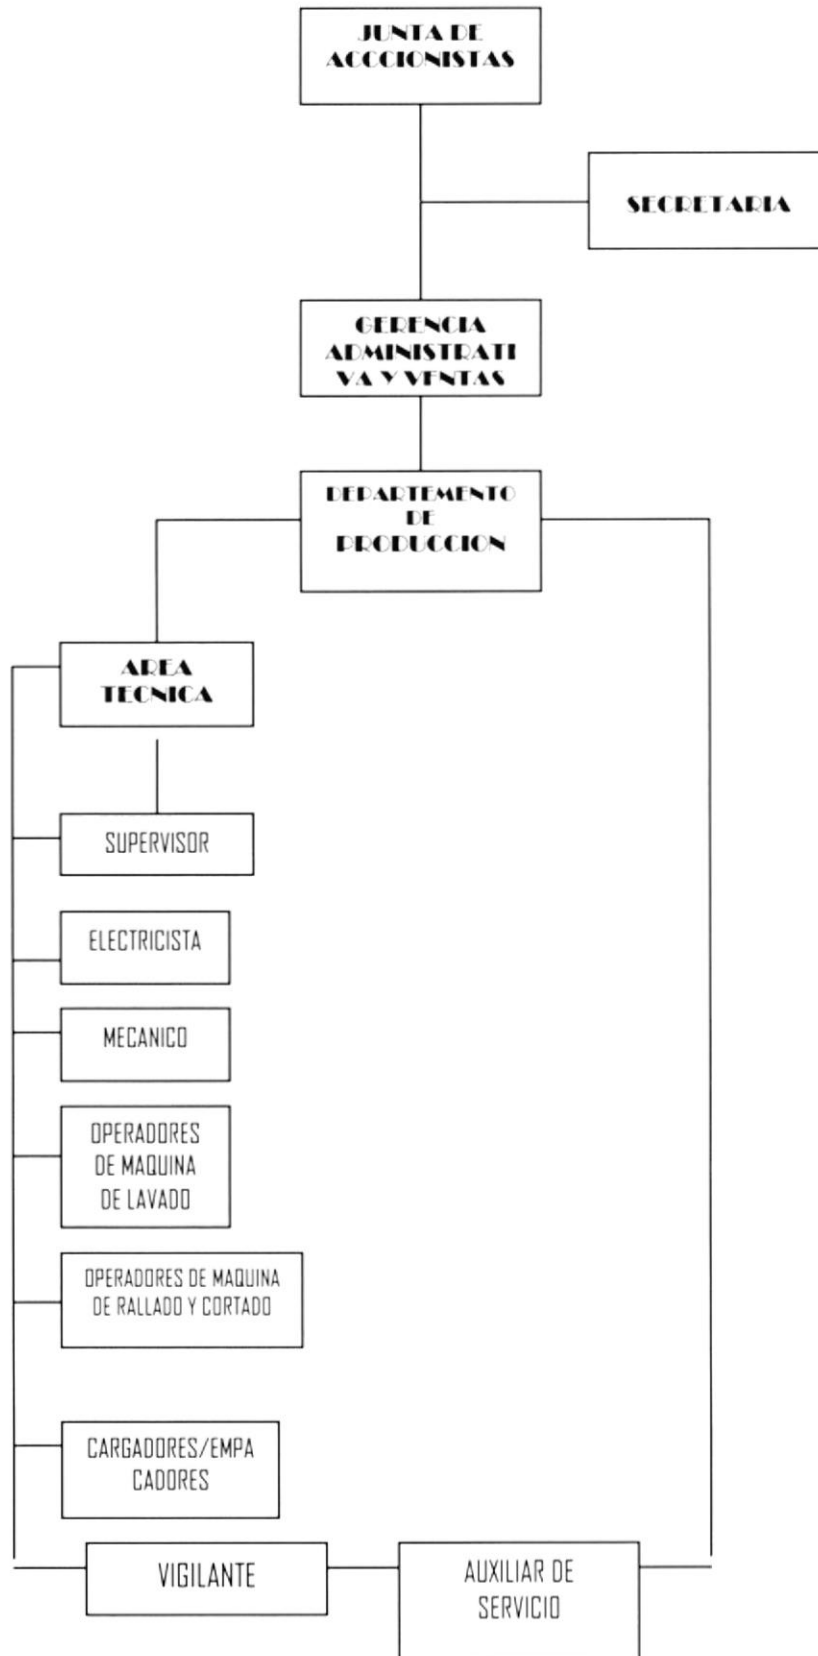 JUNTA DE
ACCCIONISTAS
SECRETARIA
GERENCIA
ADMINISTRATI
VA Y VENTAS
DEPARTEMENTO
DE
PRODUCCION
AREA
TECNICA
SUPERVISOR
ELECTRICISTA
MECANICO
OPERADORES
DE MAQUINA
DE LAVADO
OPERADORES DE MAQUINA
DE RALLADO Y CORTADO
CARGADORES/EMPA
CADORES
VIGILANTE
AUXILIAR DE
SERVICIO